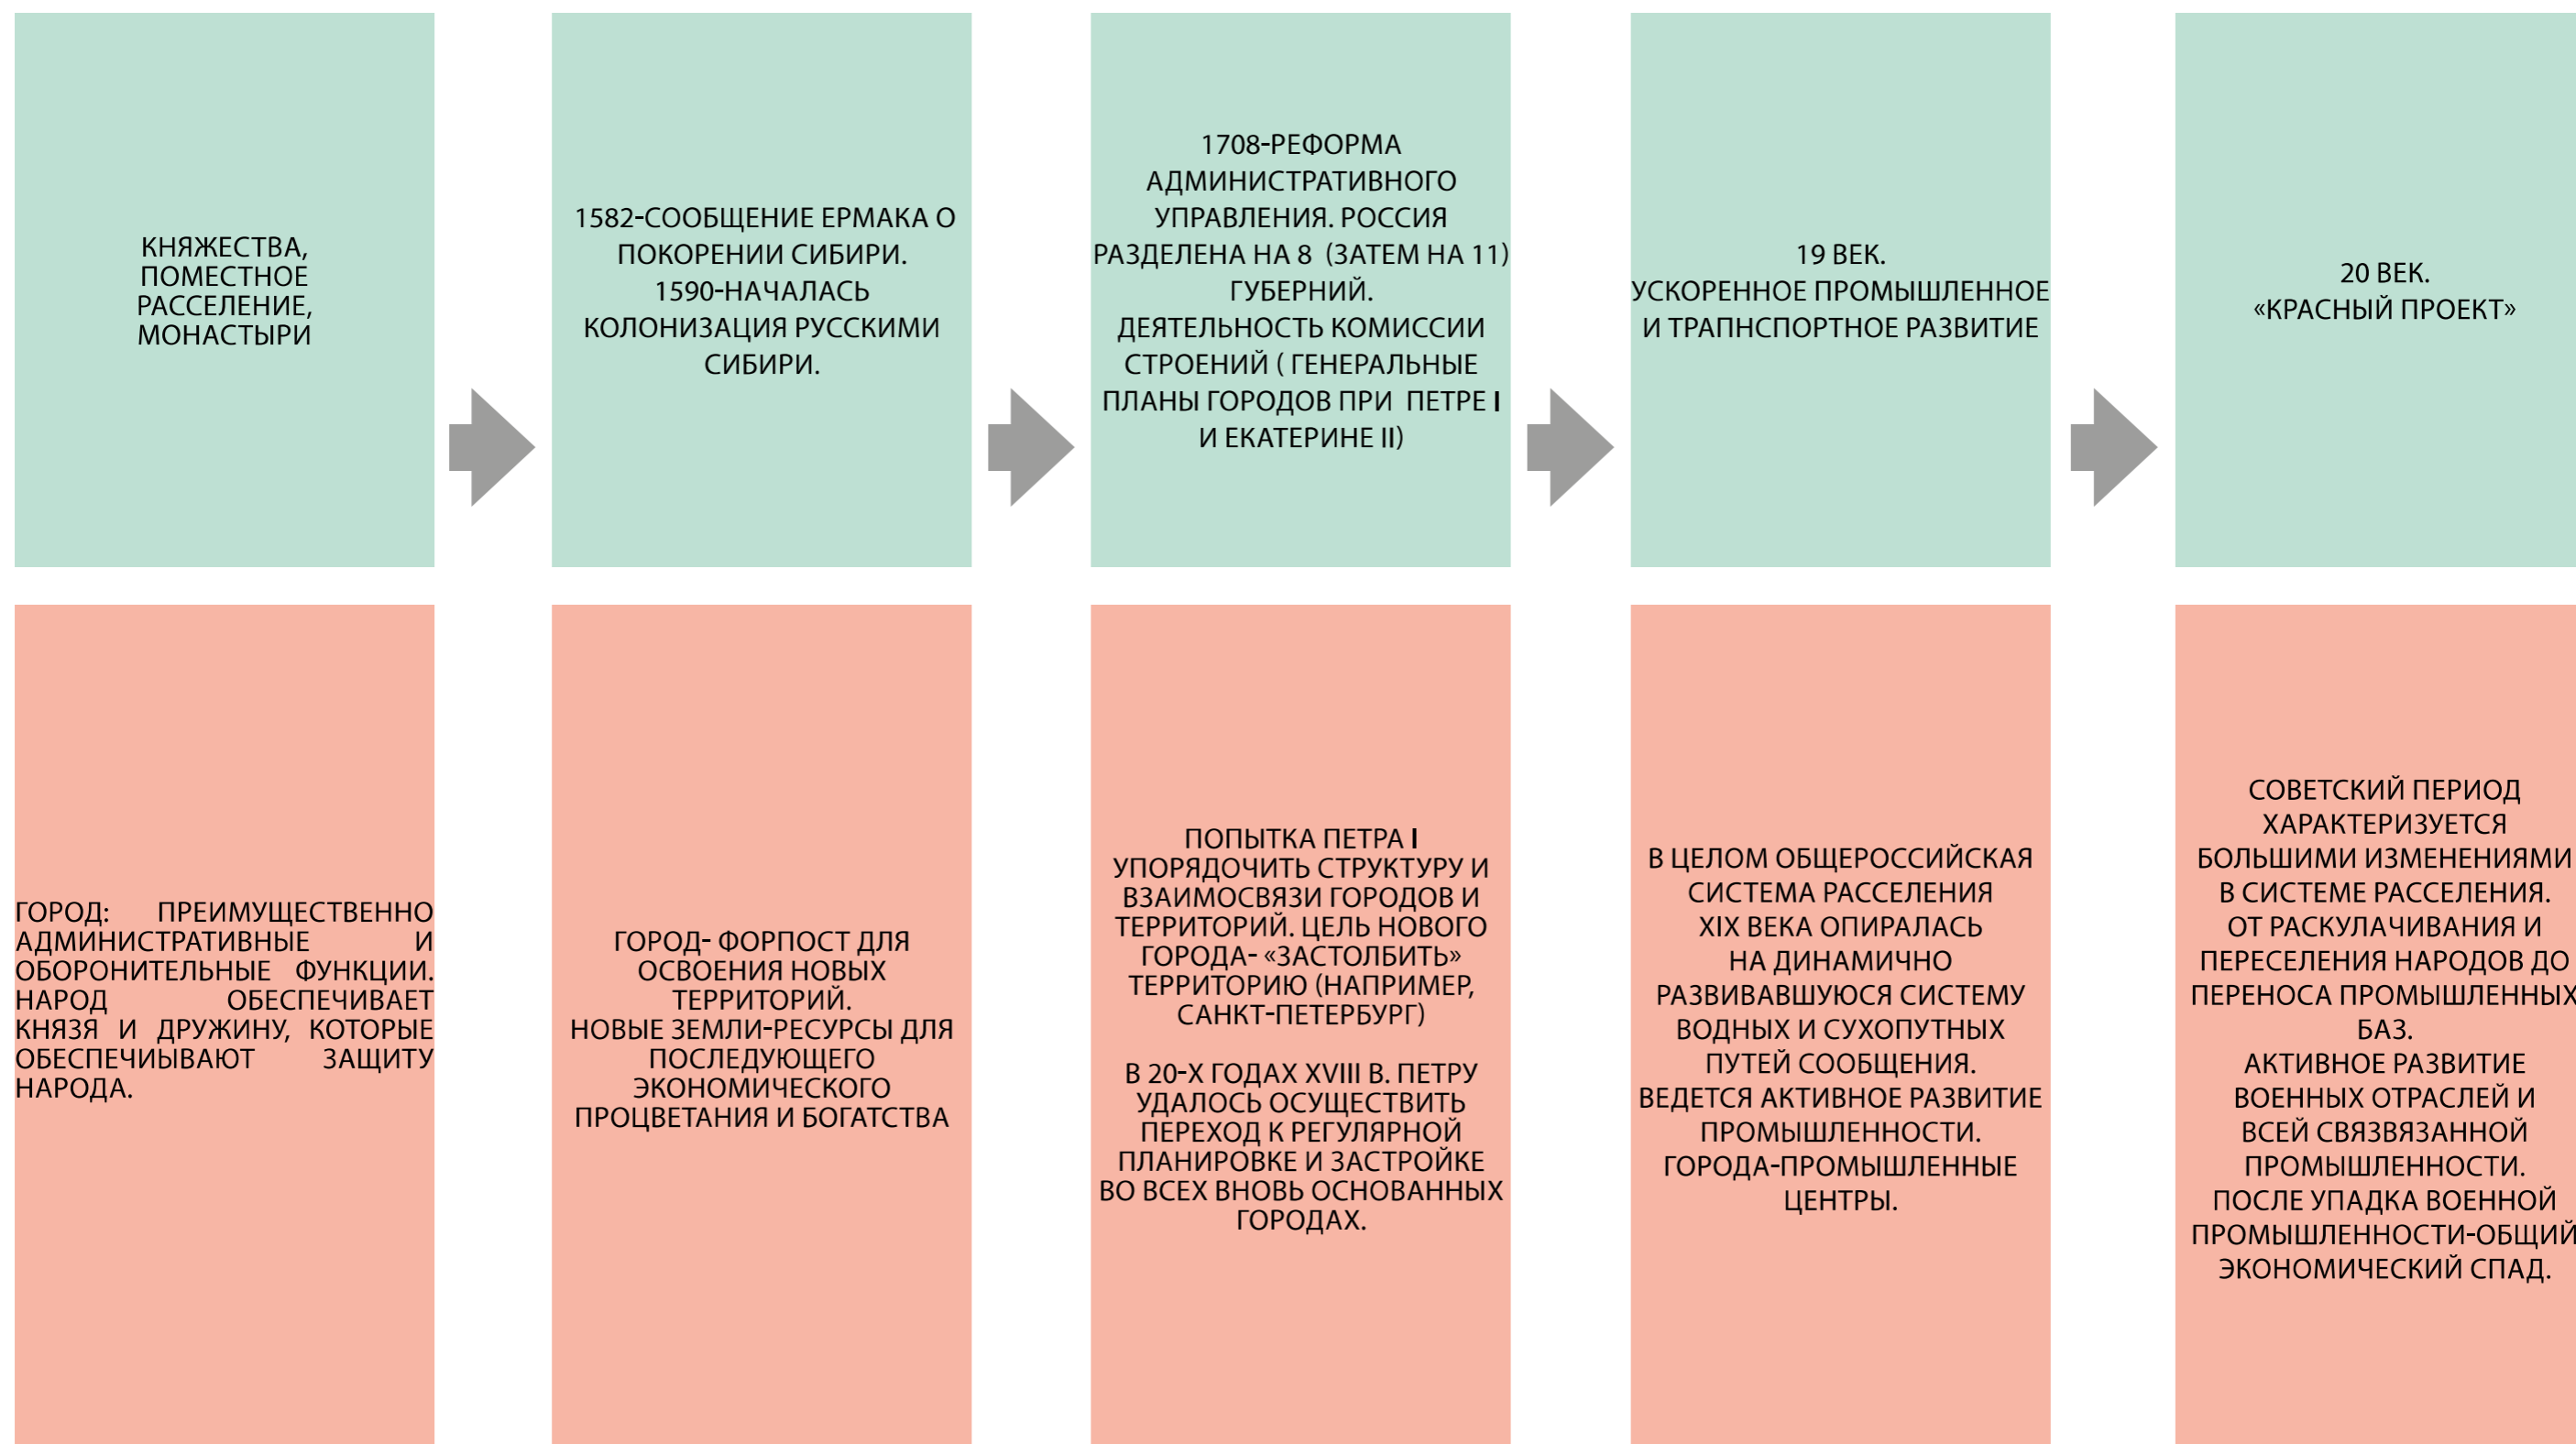 КНЯЖЕСТВА,
ПОМЕСТНОЕ
РАССЕЛЕНИЕ,
МОНАСТЫРИ
1582-СООБЩЕНИЕ ЕРМАКА О
ПОКОРЕНИИ СИБИРИ.
1590-НАЧАЛАСЬ
КОЛОНИЗАЦИЯ РУССКИМИ
СИБИРИ.
1708-РЕФОРМА
АДМИНИСТРАТИВНОГО
УПРАВЛЕНИЯ. РОССИЯ
РАЗДЕЛЕНА НА 8 (ЗАТЕМ НА 11)
ГУБЕРНИЙ.
ДЕЯТЕЛЬНОСТЬ КОМИССИИ
СТРОЕНИЙ ( ГЕНЕРАЛЬНЫЕ
ПЛАНЫ ГОРОДОВ ПРИ ПЕТРЕ I
И ЕКАТЕРИНЕ II)
19 ВЕК.
УСКОРЕННОЕ ПРОМЫШЛЕННОЕ
И ТРАПНСПОРТНОЕ РАЗВИТИЕ
20 ВЕК.
«КРАСНЫЙ ПРОЕКТ»
ГОРОД: ПРЕИМУЩЕСТВЕННО
АДМИНИСТРАТИВНЫЕ И
ОБОРОНИТЕЛЬНЫЕ ФУНКЦИИ.
НАРОД ОБЕСПЕЧИВАЕТ
КНЯЗЯ И ДРУЖИНУ, КОТОРЫЕ
ОБЕСПЕЧИЫВАЮТ ЗАЩИТУ
НАРОДА.
ГОРОД- ФОРПОСТ ДЛЯ
ОСВОЕНИЯ НОВЫХ
ТЕРРИТОРИЙ.
НОВЫЕ ЗЕМЛИ-РЕСУРСЫ ДЛЯ
ПОСЛЕДУЮЩЕГО
ЭКОНОМИЧЕСКОГО
ПРОЦВЕТАНИЯ И БОГАТСТВА
ПОПЫТКА ПЕТРА I
УПОРЯДОЧИТЬ СТРУКТУРУ И
ВЗАИМОСВЯЗИ ГОРОДОВ И
ТЕРРИТОРИЙ. ЦЕЛЬ НОВОГО
ГОРОДА- «ЗАСТОЛБИТЬ»
ТЕРРИТОРИЮ (НАПРИМЕР,
САНКТ-ПЕТЕРБУРГ)
В 20-Х ГОДАХ XVIII В. ПЕТРУ
УДАЛОСЬ ОСУЩЕСТВИТЬ
ПЕРЕХОД К РЕГУЛЯРНОЙ
ПЛАНИРОВКЕ И ЗАСТРОЙКЕ
ВО ВСЕХ ВНОВЬ ОСНОВАННЫХ
ГОРОДАХ.
В ЦЕЛОМ ОБЩЕРОССИЙСКАЯ
СИСТЕМА РАССЕЛЕНИЯ
XIX ВЕКА ОПИРАЛАСЬ
НА ДИНАМИЧНО
РАЗВИВАВШУЮСЯ СИСТЕМУ
ВОДНЫХ И СУХОПУТНЫХ
ПУТЕЙ СООБЩЕНИЯ.
ВЕДЕТСЯ АКТИВНОЕ РАЗВИТИЕ
ПРОМЫШЛЕННОСТИ.
ГОРОДА-ПРОМЫШЛЕННЫЕ
ЦЕНТРЫ.
СОВЕТСКИЙ ПЕРИОД
ХАРАКТЕРИЗУЕТСЯ
БОЛЬШИМИ ИЗМЕНЕНИЯМИ
В СИСТЕМЕ РАССЕЛЕНИЯ.
ОТ РАСКУЛАЧИВАНИЯ И
ПЕРЕСЕЛЕНИЯ НАРОДОВ ДО
ПЕРЕНОСА ПРОМЫШЛЕННЫХ
БАЗ.
АКТИВНОЕ РАЗВИТИЕ
ВОЕННЫХ ОТРАСЛЕЙ И
ВСЕЙ СВЯЗВЯЗАННОЙ
ПРОМЫШЛЕННОСТИ.
ПОСЛЕ УПАДКА ВОЕННОЙ
ПРОМЫШЛЕННОСТИ-ОБЩИЙ
ЭКОНОМИЧЕСКИЙ СПАД.